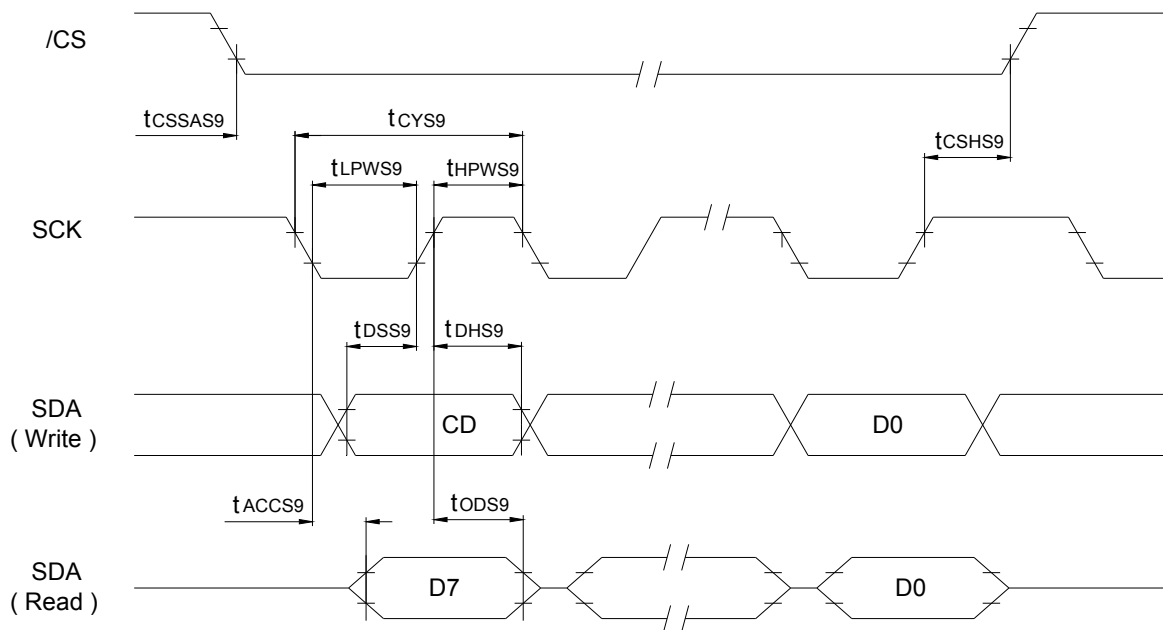 /CS
tCSSAS9
tCYS9
tCSHS9
tLPWS9
tHPWS9
SCK
tDSS9
tDHS9
SDA
( Write )
CD
D0
tACCS9
tODS9
SDA
( Read )
D7
D0